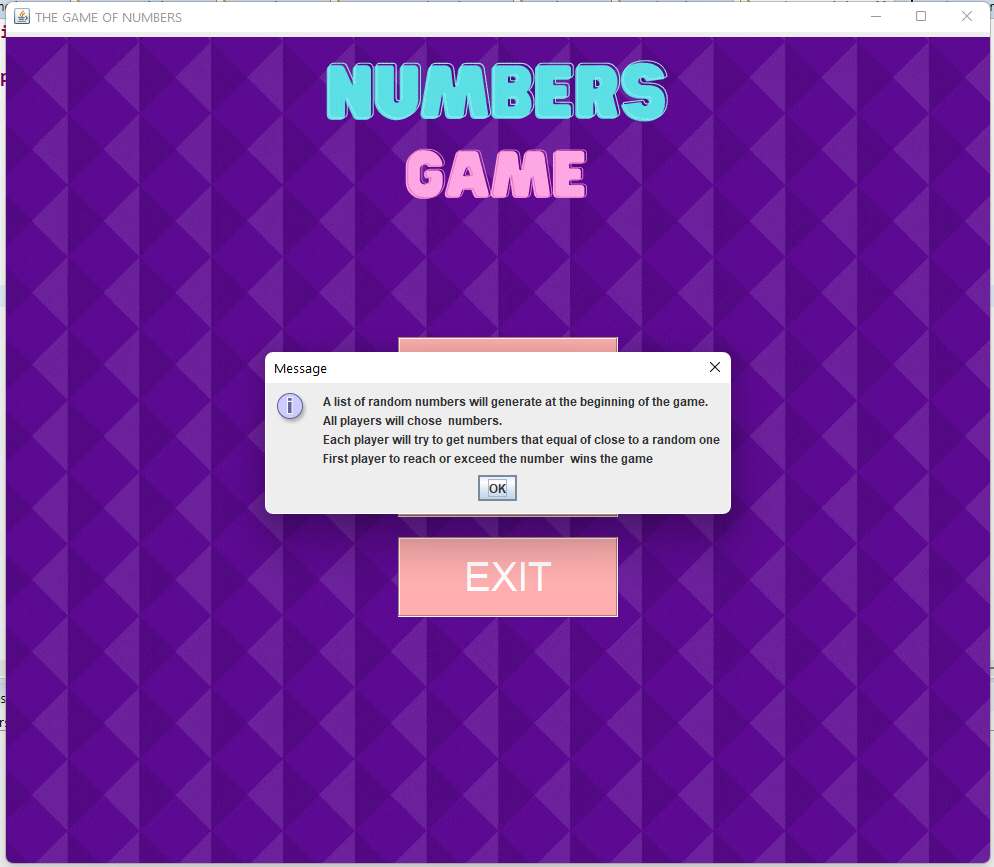 THE GAME OF NUMBERS
NUMBERS
GAME
Message
A list of random numbers will generate at the beginning of the game.
All players will chose  numbers.
Each player will try to get numbers that equal of close to a random one
First player to reach or exceed the number  wins the game
OK
EXIT